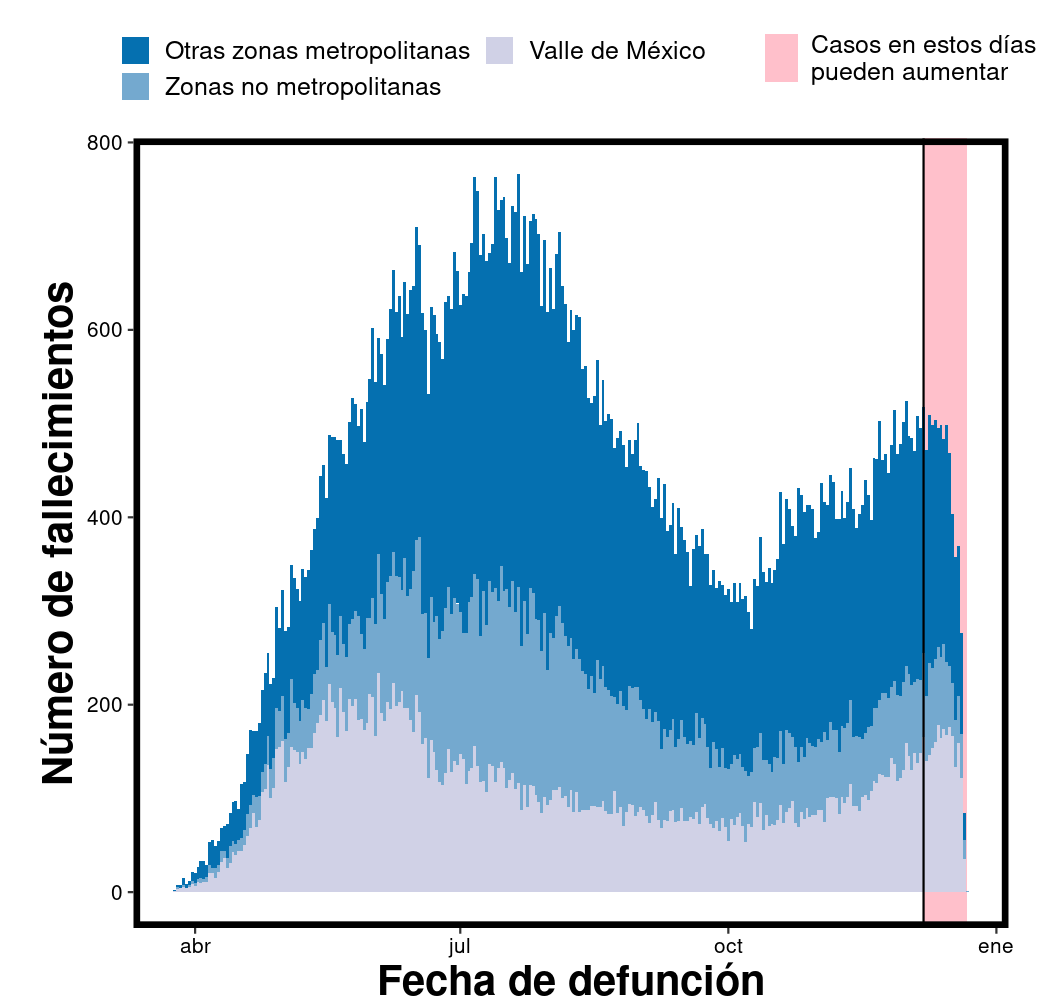 Otras zonas metropolitanas
Valle de México
Zonas no metropolitanas
Casos en estos días
pueden aumentar
Número de fallecimientos
800
600
400
200
0
abr
jul
oct
ene
Fecha de defunción